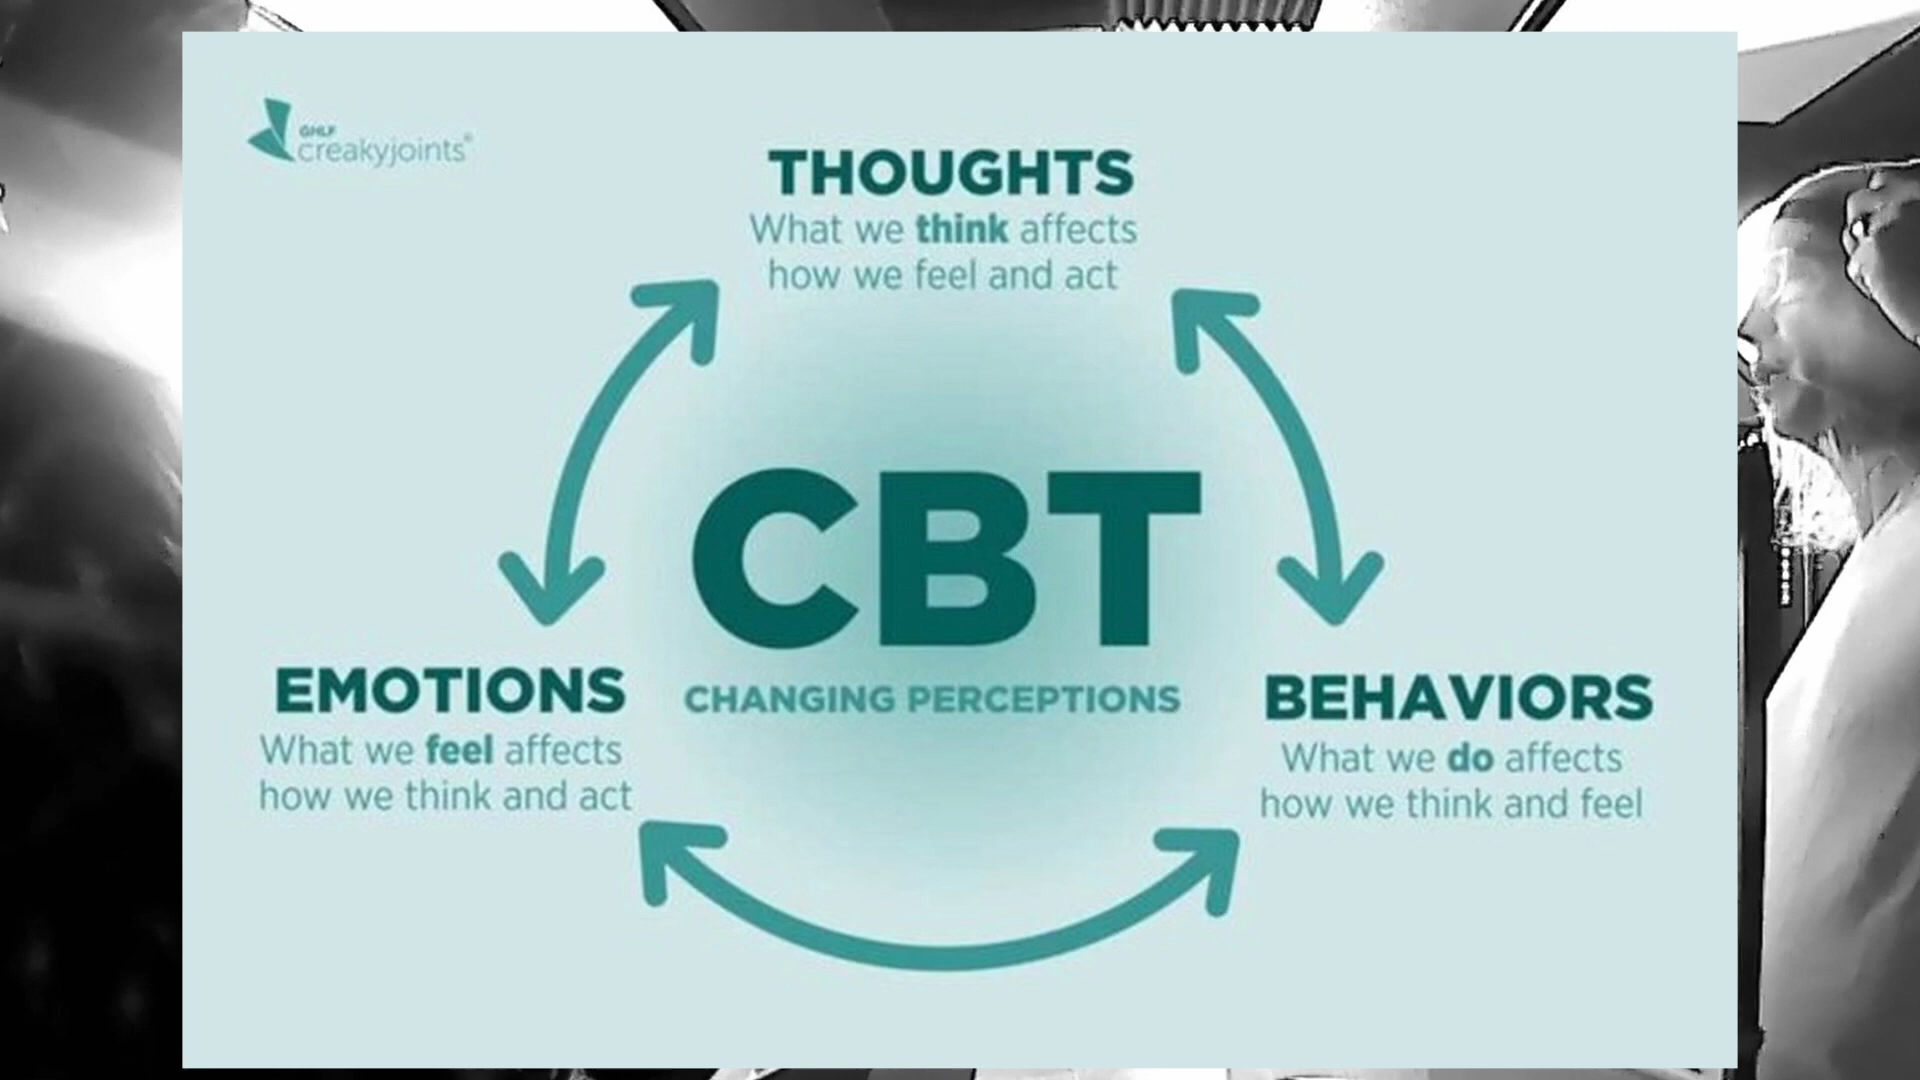 GHLF
creakyjoints®
THOUGHTS
What we think affects
how we feel and act
CBT
CHANGING PERCEPTIONS
EMOTIONS
What we feel affects
how we think and act
BEHAVIORS
What we do affects
how we think and feel